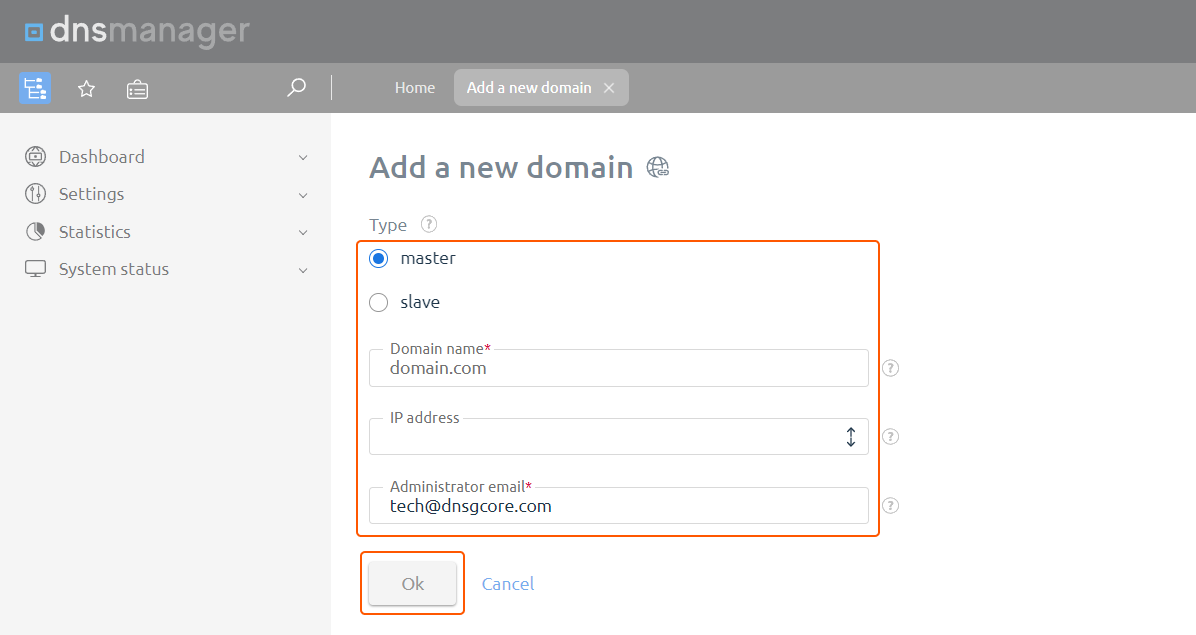 dnsmanager
Home
Add a new domain
Dashboard
Settings
Statistics
System status
Add a new domain
Type ?
master
slave
Domain name*
domain.com ?
IP address
?
Administrator email*
tech@dnsgcore.com ?
Ok Cancel